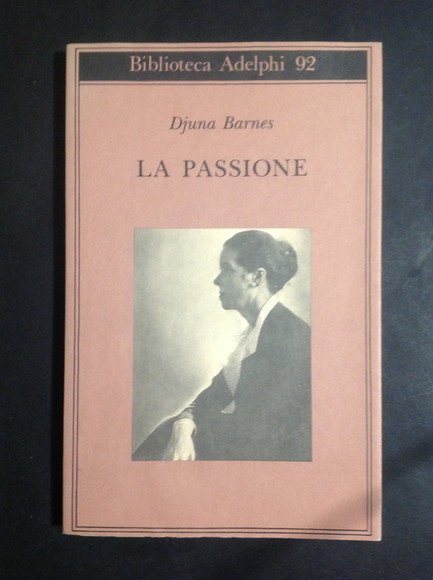 Biblioteca Adelphi 92
Djuna Barnes
LA PASSIONE